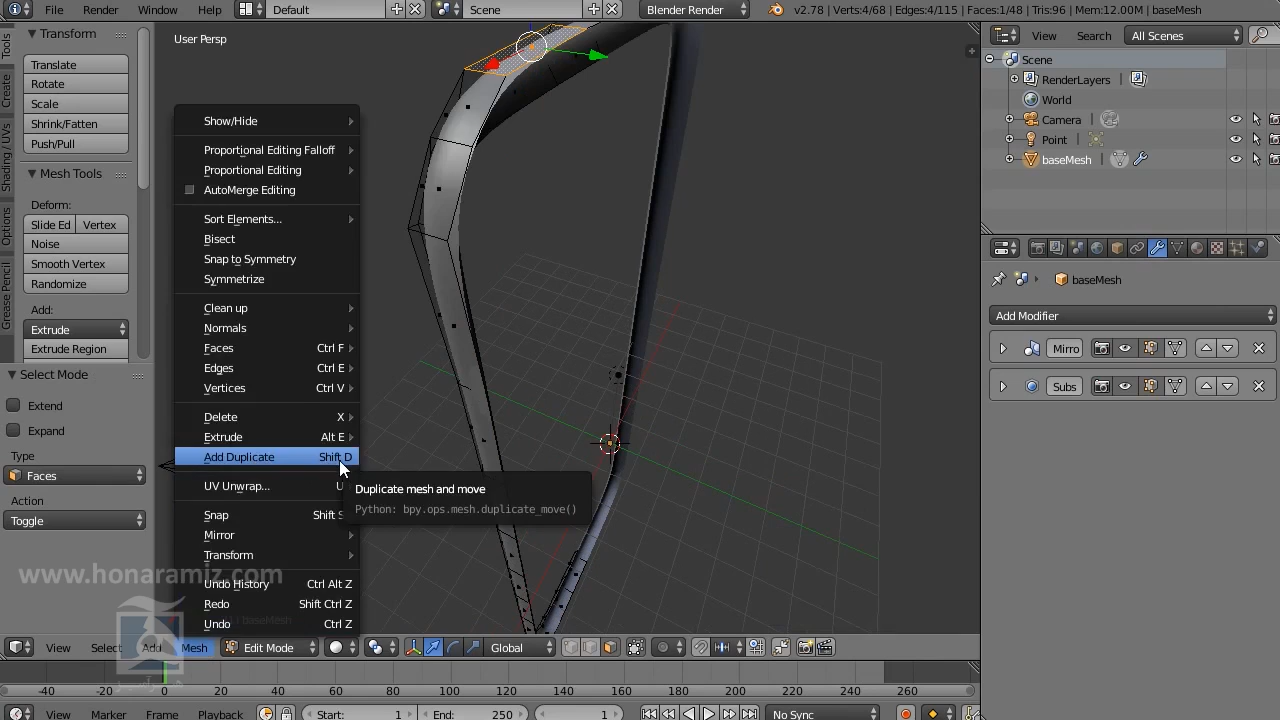 File
Render
Window
Help
Default
Scene
Blender Render
v2.78 | Verts:4/68 | Edges:4/115 | Faces:1/48 | Tris:96 | Mem:12.00M | baseMesh
Tools
Create
Shading / UVs
Options
Grease Pencil
Transform
Translate
Rotate
Scale
Shrink/Fatten
Push/Pull
Mesh Tools
Deform:
Slide Ed
Vertex
Noise
Smooth Vertex
Randomize
Add:
Extrude
Extrude Region
Select Mode
Extend
Expand
Type
Faces
Action
Toggle
User Persp
Show/Hide
Proportional Editing Falloff
Proportional Editing
AutoMerge Editing
Sort Elements...
Bisect
Snap to Symmetry
Symmetrize
Clean up
Normals
Faces Ctrl F
Edges Ctrl E
Vertices Ctrl V
Delete X
Extrude Alt E
Add Duplicate Shift D
UV Unwrap... U
Snap Shift S
Mirror
Transform
Undo History Ctrl Alt Z
Redo Shift Ctrl Z
Undo Ctrl Z
Duplicate mesh and move
Python: bpy.ops.mesh.duplicate_move()
www.honaramiz.com
هنرآمیز
View
Select
Add
Mesh
Edit Mode
Global
-40 -20 0 20 40 60 80 100 120 140 160 180 200 220 240 260
View
Marker
Frame
Playback
Start: 1
End: 250
1
No Sync
View
Search
All Scenes
Scene
RenderLayers
World
Camera
Point
baseMesh
baseMesh
Add Modifier
Mirro
Subs